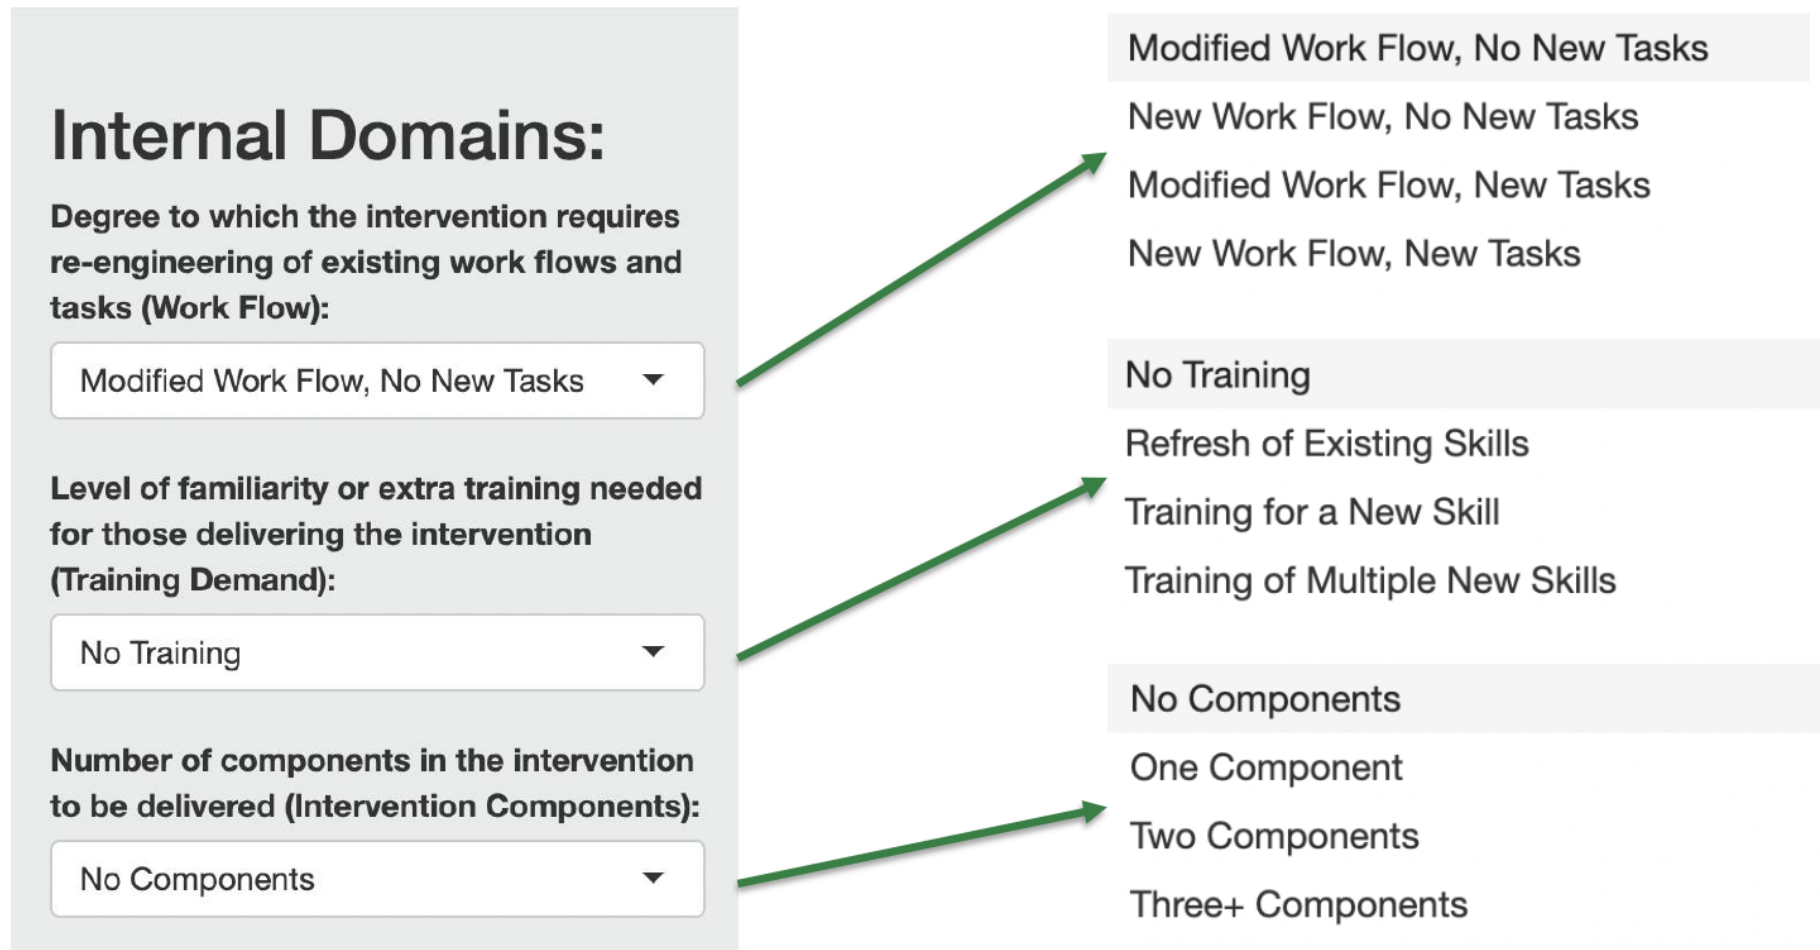 Internal Domains:
Degree to which the intervention requires
re-engineering of existing work flows and
tasks (Work Flow):
Modified Work Flow, No New Tasks
Level of familiarity or extra training needed
for those delivering the intervention
(Training Demand):
No Training
Number of components in the intervention
to be delivered (Intervention Components):
No Components
Modified Work Flow, No New Tasks
New Work Flow, No New Tasks
Modified Work Flow, New Tasks
New Work Flow, New Tasks
No Training
Refresh of Existing Skills
Training for a New Skill
Training of Multiple New Skills
No Components
One Component
Two Components
Three+ Components